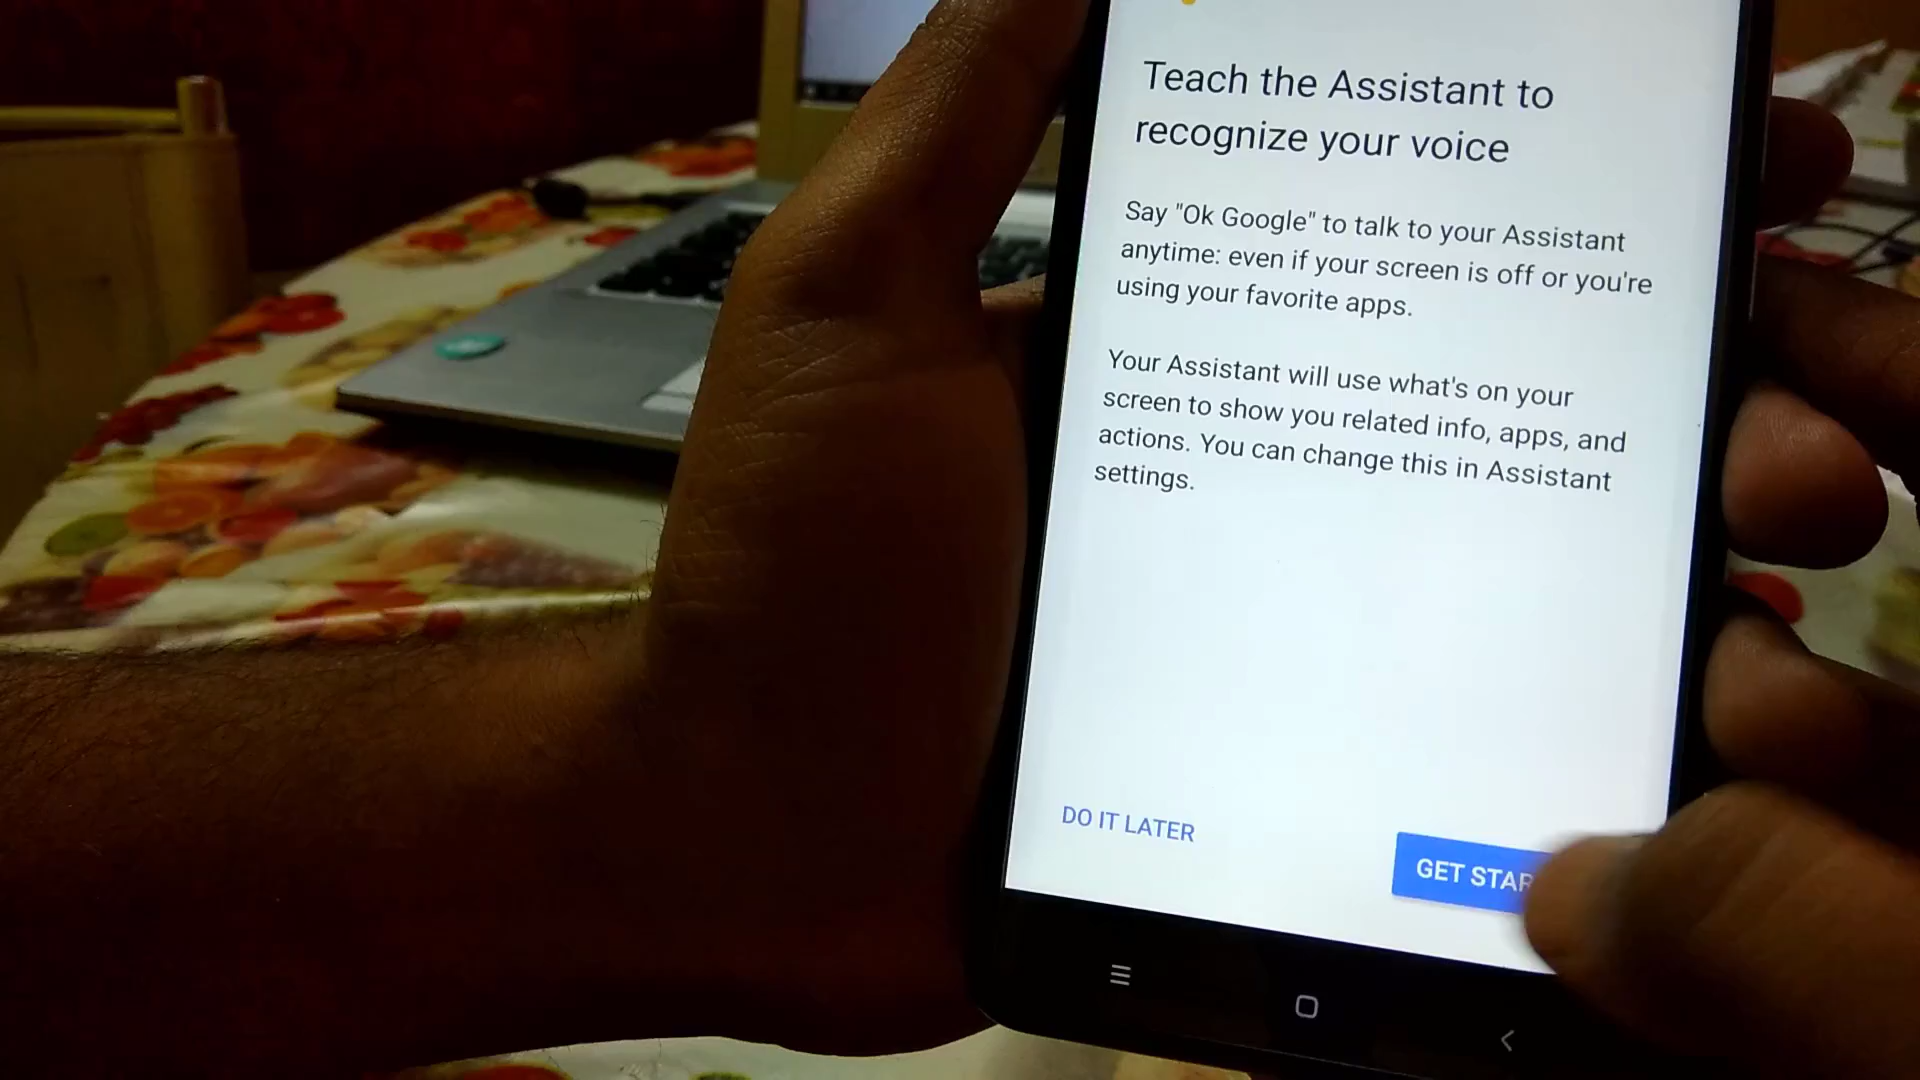 Teach the Assistant to
recognize your voice
Say "Ok Google" to talk to your Assistant
anytime: even if your screen is off or you're
using your favorite apps.
Your Assistant will use what's on your
screen to show you related info, apps, and
actions. You can change this in Assistant
settings.
DO IT LATER
GET STAR